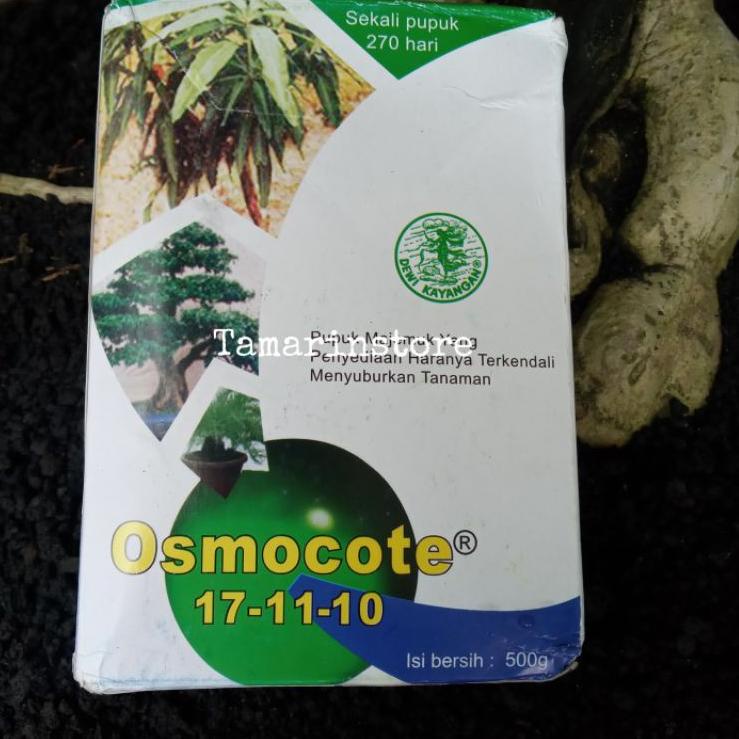 Sekali pupuk
270 hari
DEWI KAYANGAN®
Pupuk Majemuk Yang
Tamarinstore
Penyediaan Haranya Terkendali
Menyuburkan Tanaman
Osmocote®
17-11-10
Isi bersih : 500g